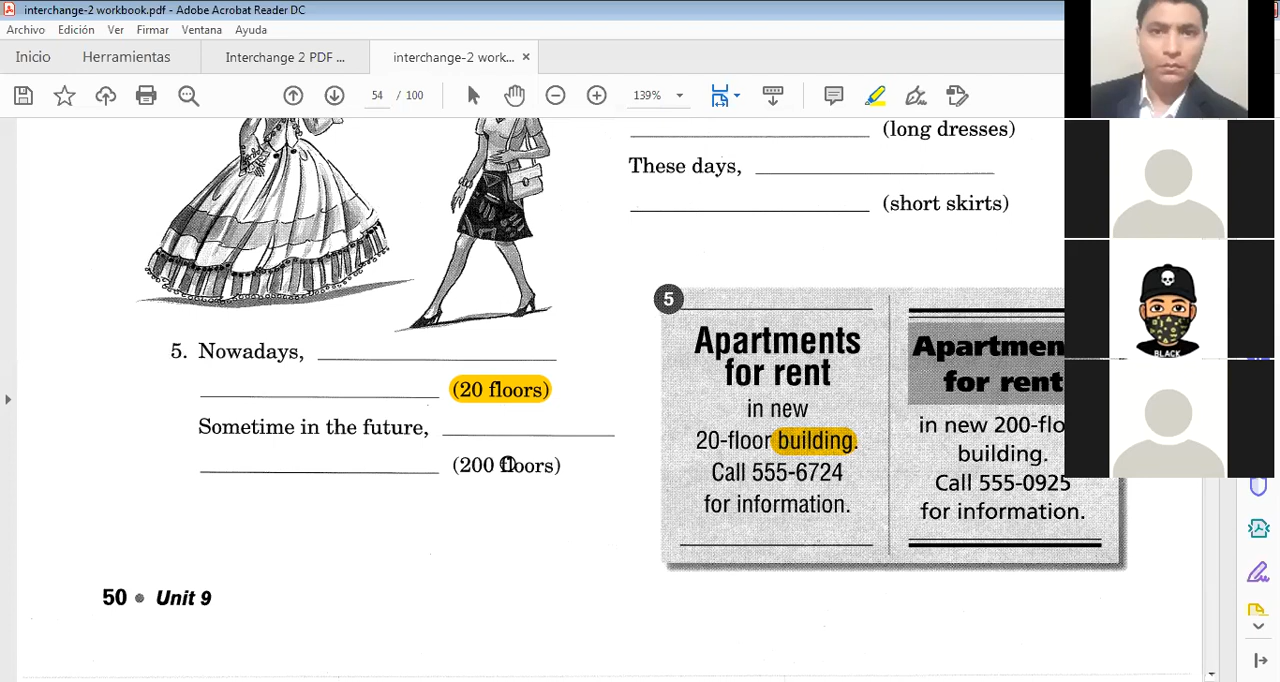 interchange-2 workbook.pdf - Adobe Acrobat Reader DC
Archivo Edición Ver Firmar Ventana Ayuda
Inicio Herramientas Interchange 2 PDF ... interchange-2 work... ×
54 / 100 139%
(long dresses)
These days,
(short skirts)
5. Nowadays,
(20 floors)
Sometime in the future,
(200 floors)
5
Apartments
for rent
in new
20-floor building.
Call 555-6724
for information.
Apartmen
for rent
in new 200-flo
building.
Call 555-0925
for information.
BLACK
50 • Unit 9